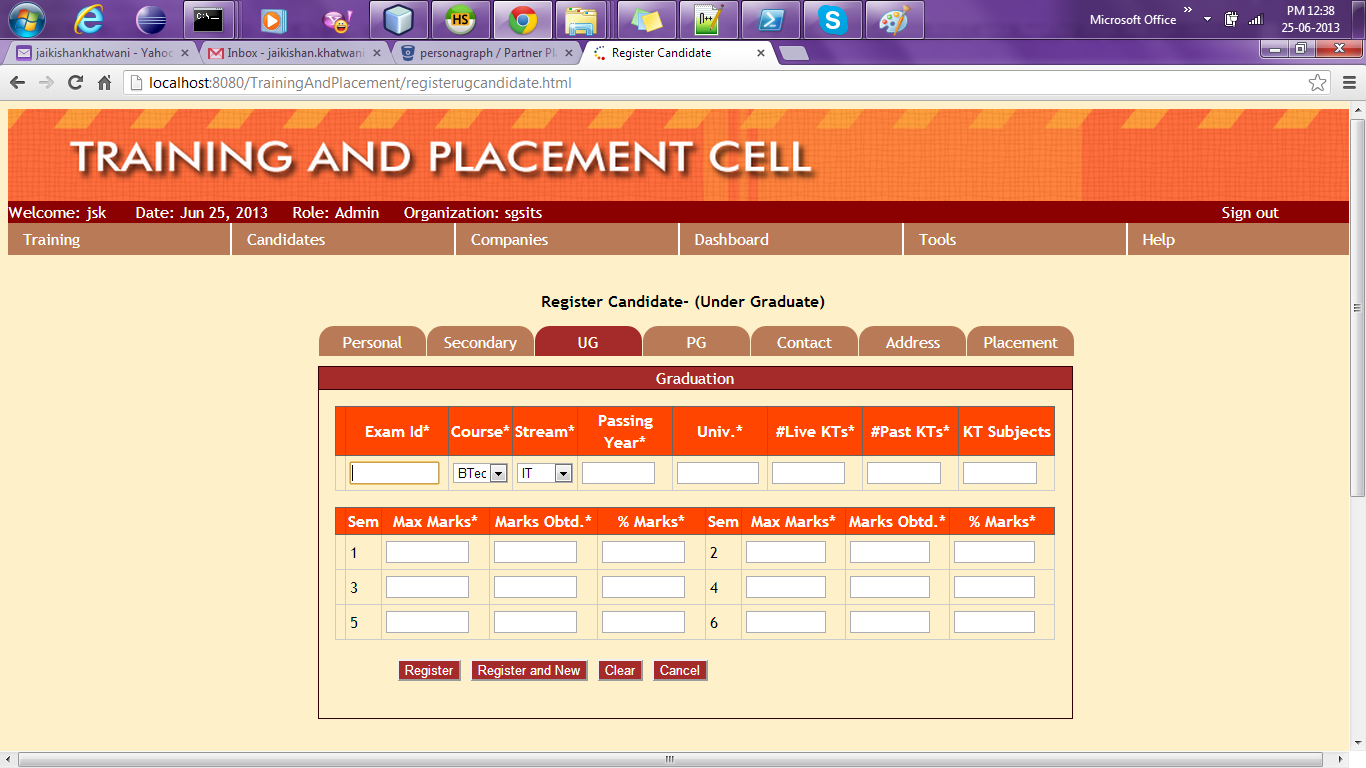 Microsoft Office
PM 12:38
25-06-2013
jaikishankhatwani - Yahoo
Inbox - jaikishan.khatwani
personagraph / Partner Pl
Register Candidate
localhost:8080/TrainingAndPlacement/registerugcandidate.html
TRAINING AND PLACEMENT CELL
Welcome: jsk Date: Jun 25, 2013 Role: Admin Organization: sgsits Sign out
Training Candidates Companies Dashboard Tools Help
Register Candidate- (Under Graduate)
Personal Secondary UG PG Contact Address Placement
Graduation
Exam Id* Course* Stream* Passing Year* Univ.* #Live KTs* #Past KTs* KT Subjects
BTec IT
Sem Max Marks* Marks Obtd.* % Marks* Sem Max Marks* Marks Obtd.* % Marks*
1 2
3 4
5 6
Register Register and New Clear Cancel